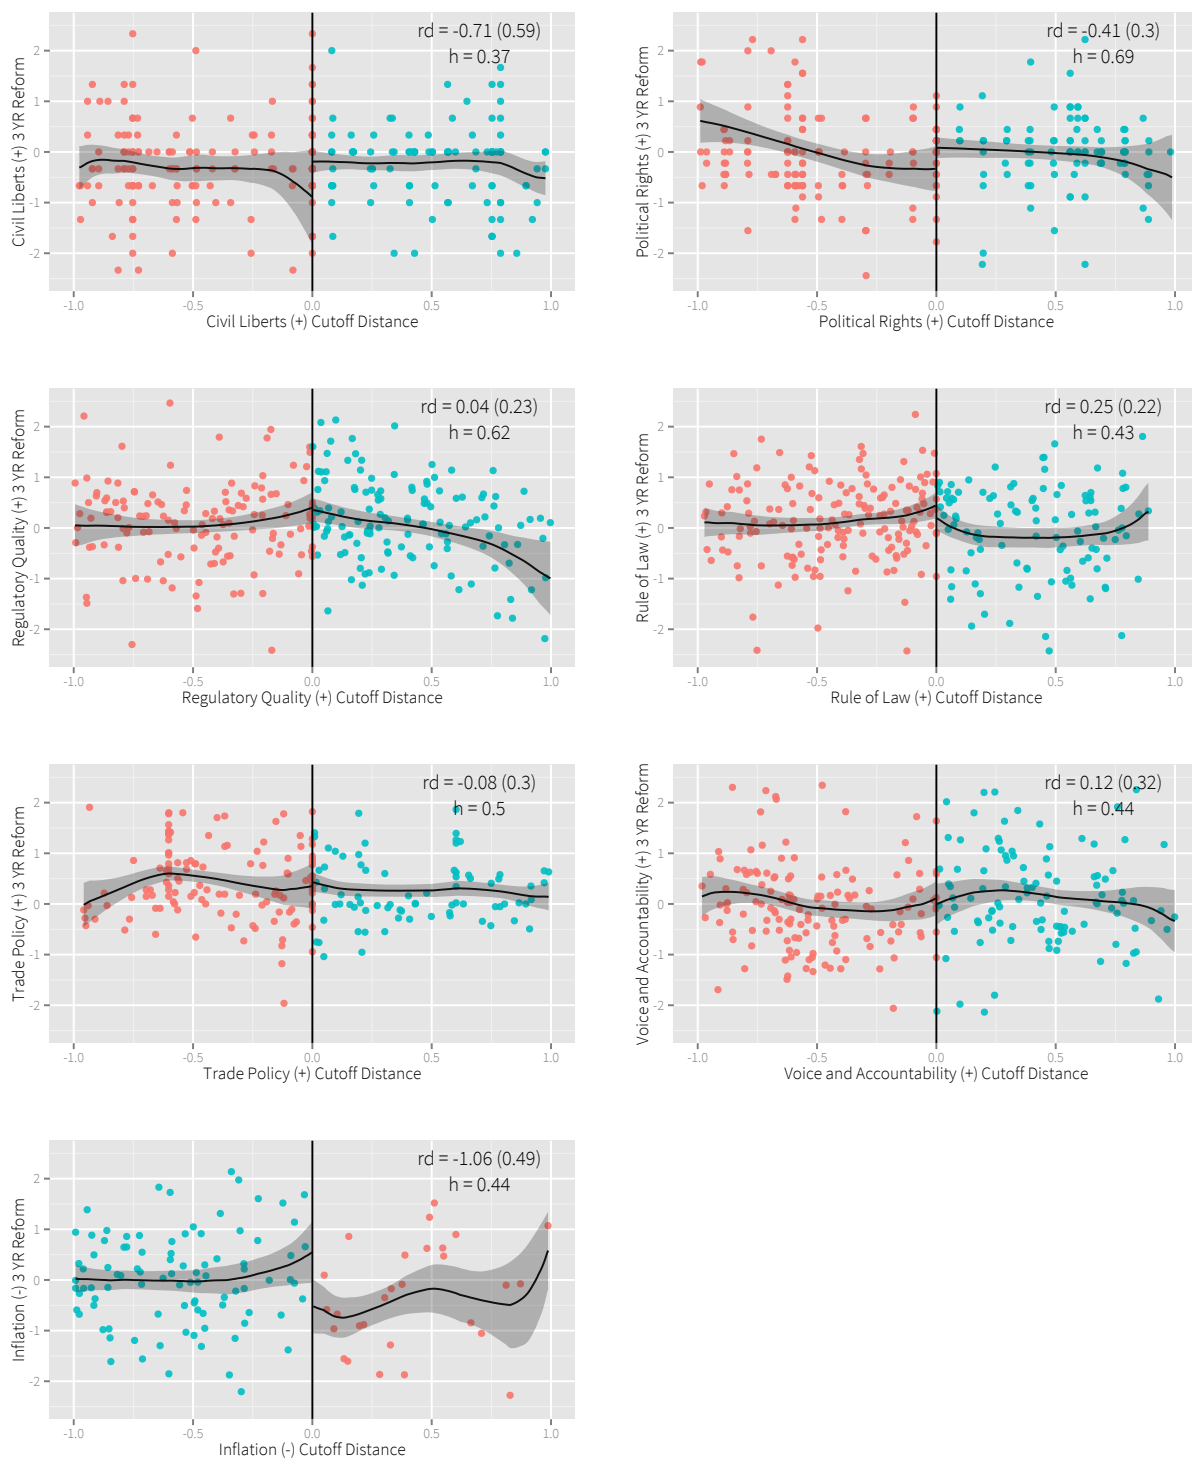 rd = -0.71 (0.59)
h = 0.37
Civil Liberts (+) 3 YR Reform
2
1
0
-1
-2
-1.0 -0.5 0.0 0.5 1.0
Civil Liberts (+) Cutoff Distance
rd = -0.41 (0.3)
h = 0.69
Political Rights (+) 3 YR Reform
2
1
0
-1
-2
-1.0 -0.5 0.0 0.5 1.0
Political Rights (+) Cutoff Distance
rd = 0.04 (0.23)
h = 0.62
Regulatory Quality (+) 3 YR Reform
2
1
0
-1
-2
-1.0 -0.5 0.0 0.5 1.0
Regulatory Quality (+) Cutoff Distance
rd = 0.25 (0.22)
h = 0.43
Rule of Law (+) 3 YR Reform
2
1
0
-1
-2
-1.0 -0.5 0.0 0.5 1.0
Rule of Law (+) Cutoff Distance
rd = -0.08 (0.3)
h = 0.5
Trade Policy (+) 3 YR Reform
2
1
0
-1
-2
-1.0 -0.5 0.0 0.5 1.0
Trade Policy (+) Cutoff Distance
rd = 0.12 (0.32)
h = 0.44
Voice and Accountability (+) 3 YR Reform
2
1
0
-1
-2
-1.0 -0.5 0.0 0.5 1.0
Voice and Accountability (+) Cutoff Distance
rd = -1.06 (0.49)
h = 0.44
Inflation (-) 3 YR Reform
2
1
0
-1
-2
-1.0 -0.5 0.0 0.5 1.0
Inflation (-) Cutoff Distance